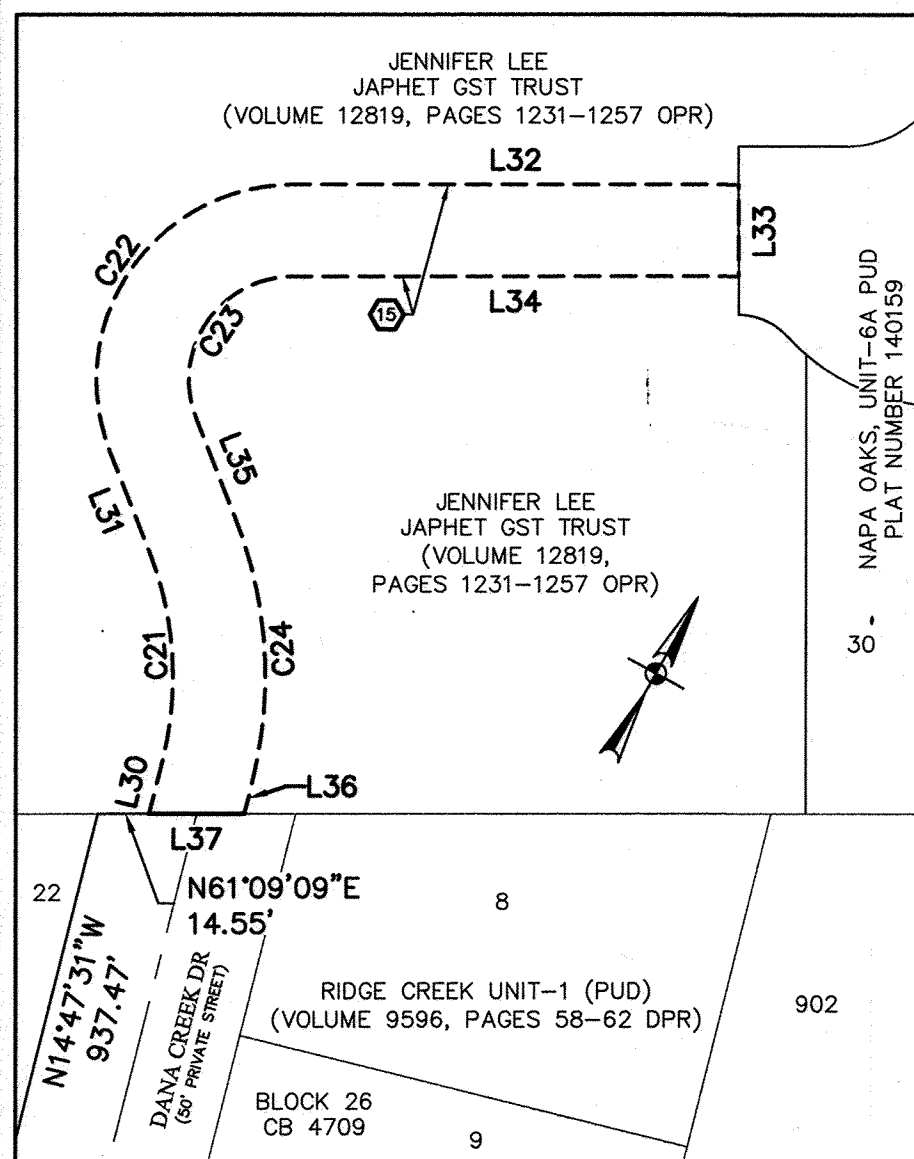 JENNIFER LEE
JAPHET GST TRUST
(VOLUME 12819, PAGES 1231-1257 OPR)
L32
L33
C22
C23
15
L34
NAPA OAKS, UNIT-6A PUD
PLAT NUMBER 140159
L35
L31
JENNIFER LEE
JAPHET GST TRUST
(VOLUME 12819,
PAGES 1231-1257 OPR)
C21
C24
30
L30
L36
L37
22
N61°09'09"E
14.55'
8
N14°47'31"W
937.47'
DANA CREEK DR
(50' PRIVATE STREET)
RIDGE CREEK UNIT-1 (PUD)
(VOLUME 9596, PAGES 58-62 DPR)
902
BLOCK 26
CB 4709
9